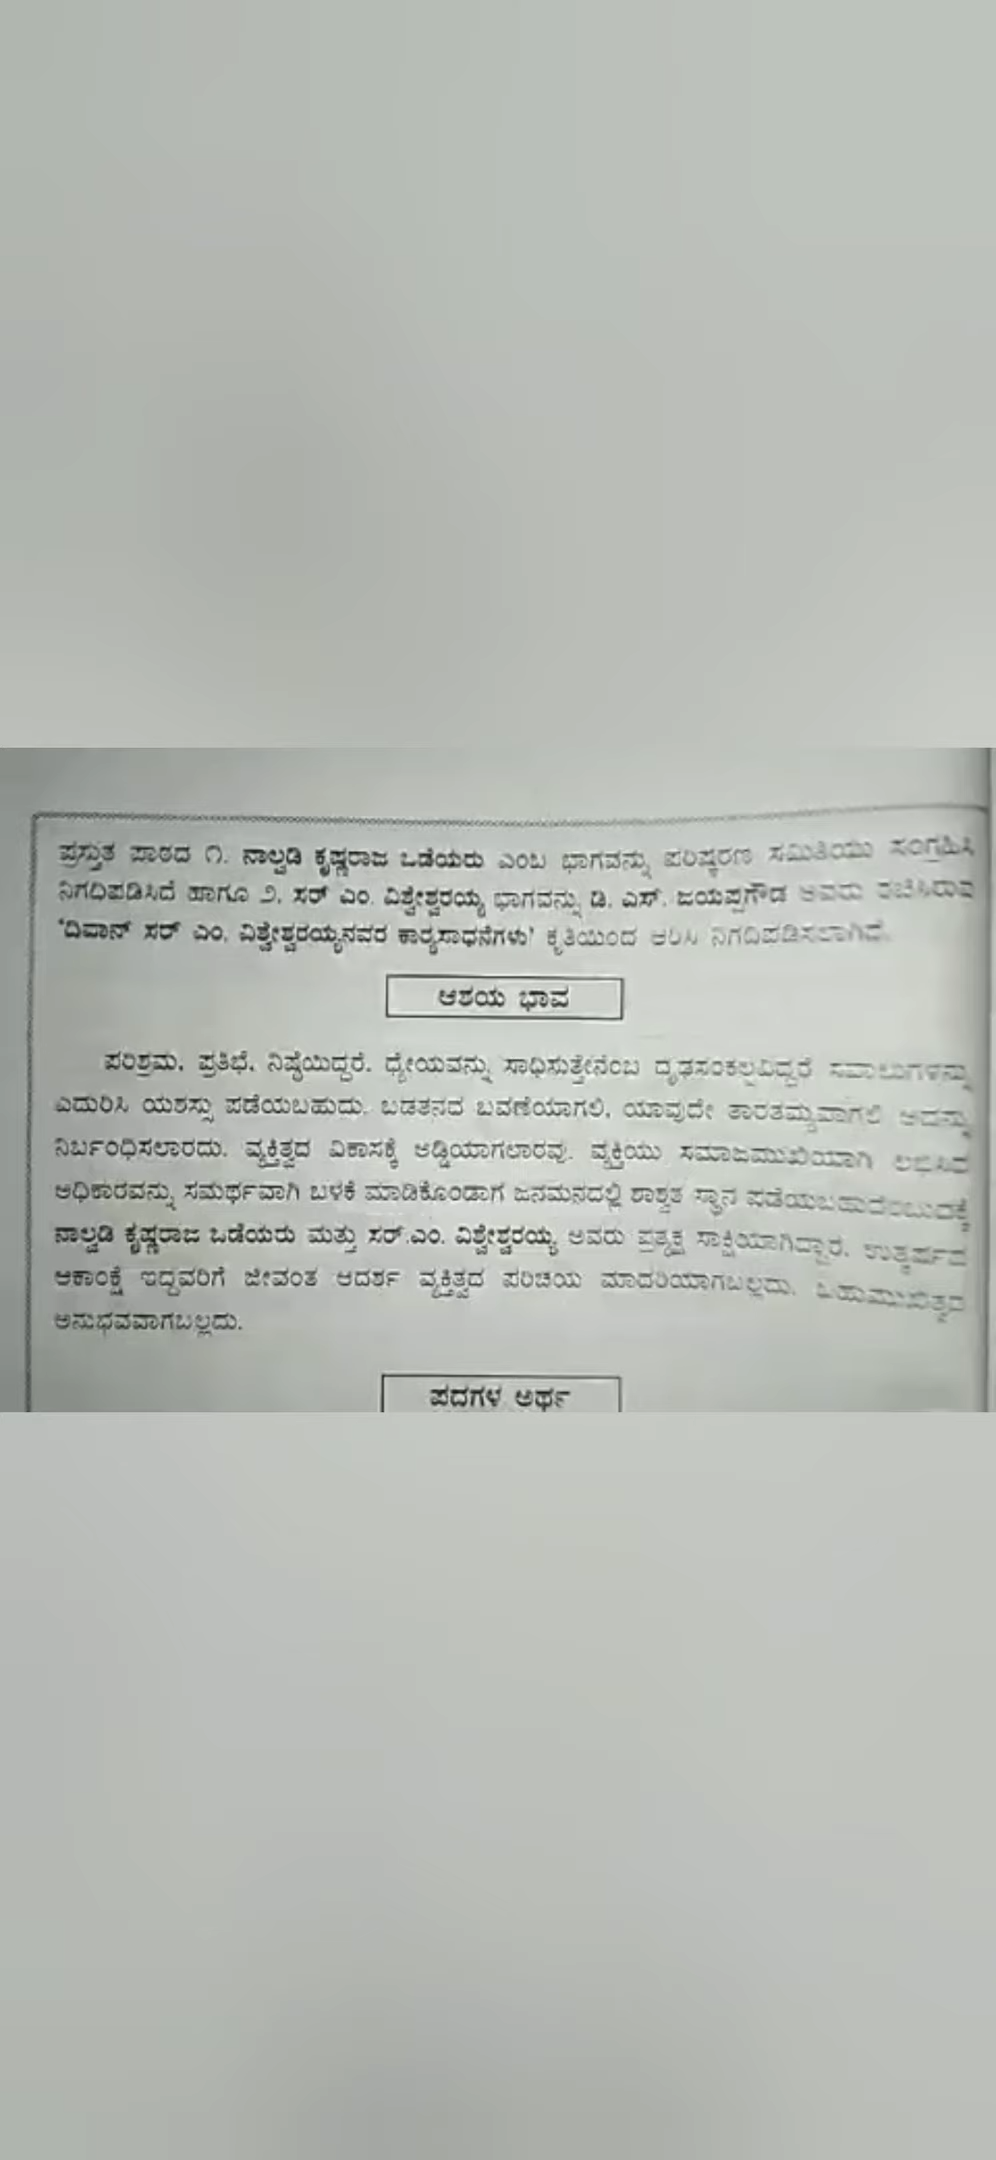 ಪ್ರಸ್ತುತ ಪಾಠದ ೧. ನಾಲ್ವಡಿ ಕೃಷ್ಣರಾಜ ಒಡೆಯರು ಎಂಬ ಭಾಗವನ್ನು ಪರಿಷ್ಕರಣ ಸಮಿತಿಯು ಸಂಗ್ರಹಿಸಿ
ನಿಗದಿಪಡಿಸಿದೆ ಹಾಗೂ ೨. ಸರ್ ಎಂ. ವಿಶ್ವೇಶ್ವರಯ್ಯ ಭಾಗವನ್ನು ಡಿ. ಎಸ್. ಜಯಪ್ಪಗೌಡ ಅವರು ರಚಿಸಿರುವ
'ದಿವಾನ್ ಸರ್ ಎಂ. ವಿಶ್ವೇಶ್ವರಯ್ಯನವರ ಕಾರ್‍ಯಸಾಧನೆಗಳು' ಕೃತಿಯಿಂದ ಆರಿಸಿ ನಿಗದಿಪಡಿಸಲಾಗಿದೆ.
ಆಶಯ ಭಾವ
ಪರಿಶ್ರಮ, ಪ್ರತಿಭೆ, ನಿಷ್ಠೆಯಿದ್ದರೆ, ಧ್ಯೇಯವನ್ನು ಸಾಧಿಸುತ್ತೇನೆಂಬ ದೃಢಸಂಕಲ್ಪವಿದ್ದರೆ ಸವಾಲುಗಳನ್ನು
ಎದುರಿಸಿ ಯಶಸ್ಸು ಪಡೆಯಬಹುದು. ಬಡತನದ ಬವಣೆಯಾಗಲಿ, ಯಾವುದೇ ತಾರತಮ್ಯವಾಗಲಿ ಅದನ್ನು
ನಿರ್ಬಂಧಿಸಲಾರದು. ವ್ಯಕ್ತಿತ್ವದ ವಿಕಾಸಕ್ಕೆ ಅಡ್ಡಿಯಾಗಲಾರವು. ವ್ಯಕ್ತಿಯು ಸಮಾಜಮುಖಿಯಾಗಿ ಲಭಿಸಿದ
ಅಧಿಕಾರವನ್ನು ಸಮರ್ಥವಾಗಿ ಬಳಕೆ ಮಾಡಿಕೊಂಡಾಗ ಜನಮನದಲ್ಲಿ ಶಾಶ್ವತ ಸ್ಥಾನ ಪಡೆಯಬಹುದೆಂಬುದಕ್ಕೆ
ನಾಲ್ವಡಿ ಕೃಷ್ಣರಾಜ ಒಡೆಯರು ಮತ್ತು ಸರ್.ಎಂ. ವಿಶ್ವೇಶ್ವರಯ್ಯ ಅವರು ಪ್ರತ್ಯಕ್ಷ ಸಾಕ್ಷಿಯಾಗಿದ್ದಾರೆ. ಉತ್ಕರ್ಷದ
ಆಕಾಂಕ್ಷೆ ಇದ್ದವರಿಗೆ ಜೀವಂತ ಆದರ್ಶ ವ್ಯಕ್ತಿತ್ವದ ಪರಿಚಯ ಮಾದರಿಯಾಗಬಲ್ಲದು. ಬಹುಮುಖಿತ್ವದ
ಅನುಭವವಾಗಬಲ್ಲದು.
ಪದಗಳ ಅರ್ಥ